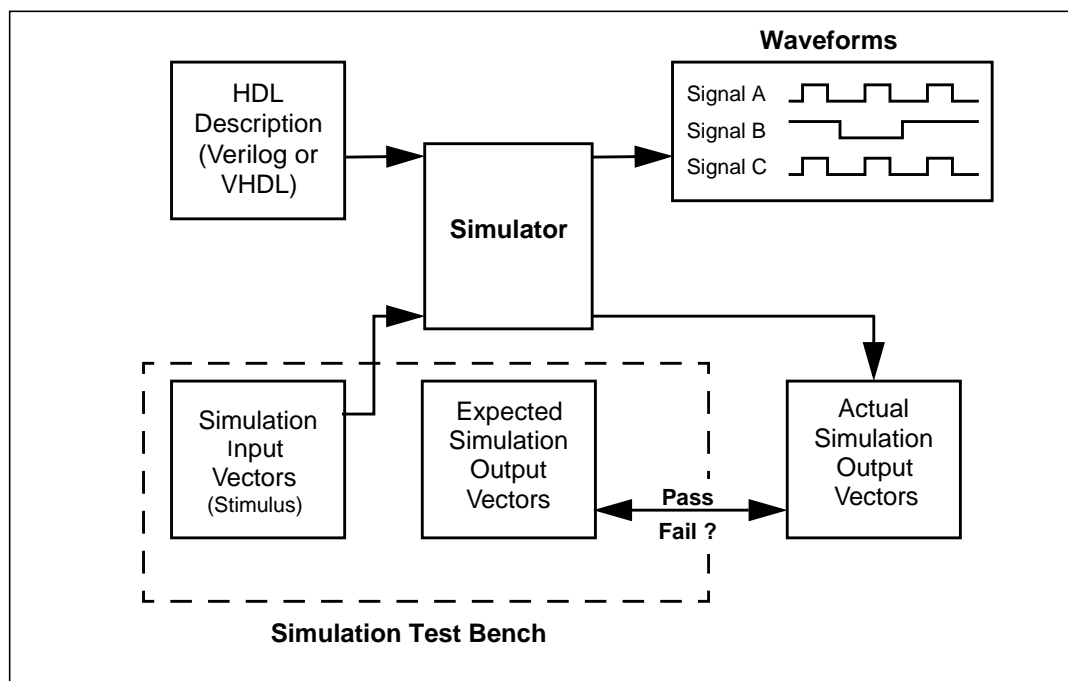 Waveforms
HDL
Description
(Verilog or
VHDL)
Signal A
Signal B
Signal C
Simulator
Simulation
Input
Vectors
(Stimulus)
Expected
Simulation
Output
Vectors
Pass
Fail ?
Actual
Simulation
Output
Vectors
Simulation Test Bench